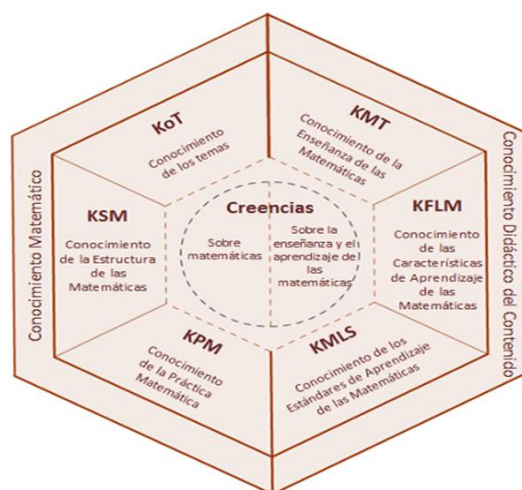 Conocimiento Matemático
KoT
Conocimiento
de los temas
KMT
Conocimiento de la
Enseñanza de las
Matemáticas
KSM
Conocimiento
de la Estructura
de las
Matemáticas
Creencias
Sobre
matemáticas
Sobre la
enseñanza y el
aprendizaje de
las
matemáticas
KFLM
Conocimiento
de las
Características
de Aprendizaje
de las
Matemáticas
KPM
Conocimiento
de la Práctica
Matemática
KMLS
Conocimiento de los
Estándares de Aprendizaje
de las Matemáticas
Conocimiento Didáctico del Contenido